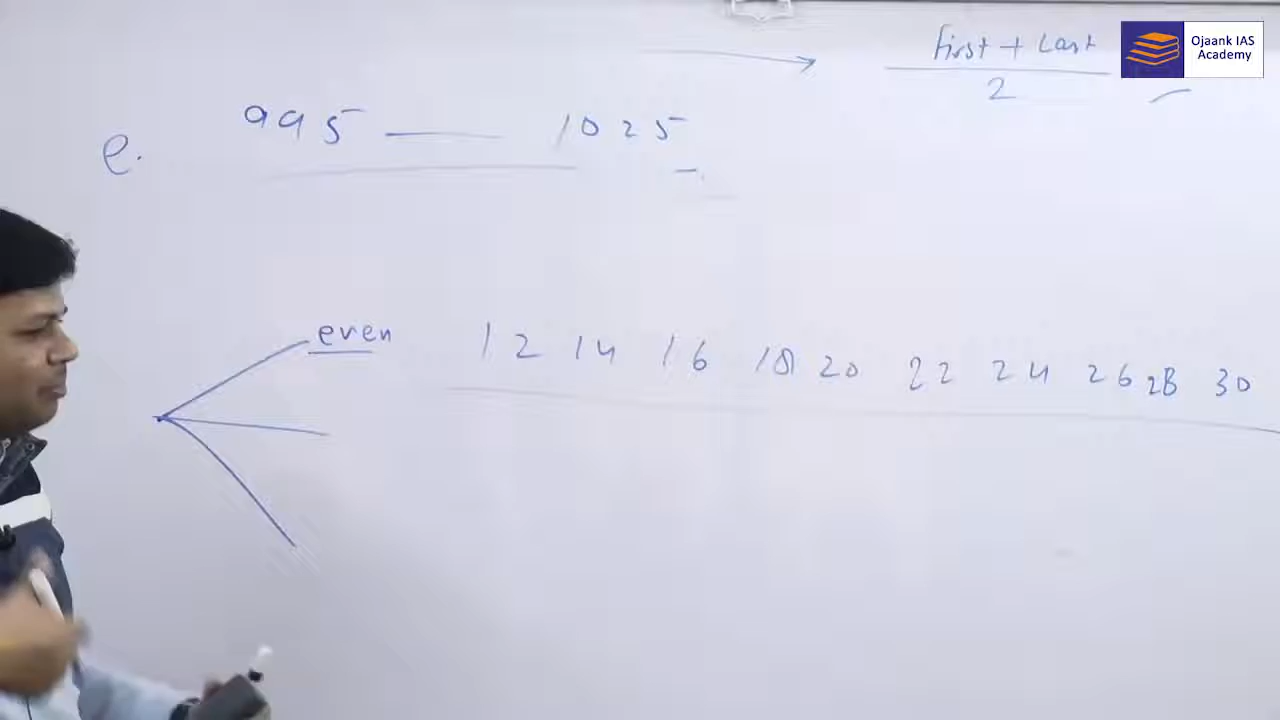 First + Last
2
Ojaank IAS
Academy
e. 995 — 1025
even 12 14 16 18 20 22 24 26 28 30